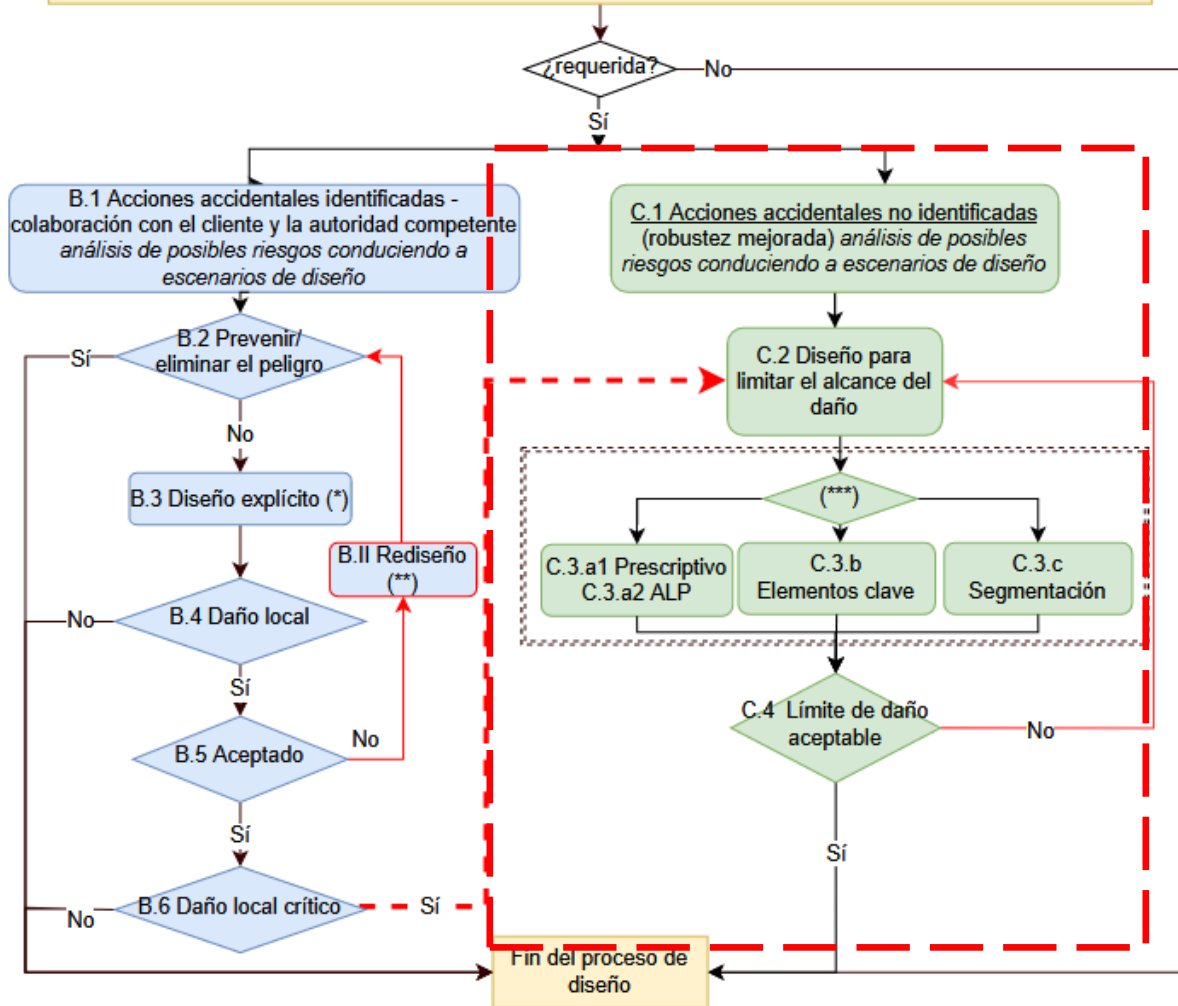 ¿requerida?
No
Sí
B.1 Acciones accidentales identificadas -
colaboración con el cliente y la autoridad competente
análisis de posibles riesgos conduciendo a
escenarios de diseño
C.1 Acciones accidentales no identificadas
(robustez mejorada) análisis de posibles
riesgos conduciendo a escenarios de diseño
B.2 Prevenir/
eliminar el peligro
Sí
No
C.2 Diseño para
limitar el alcance del
daño
B.3 Diseño explícito (*)
(***)
B.II Rediseño
(**)
C.3.a1 Prescriptivo
C.3.a2 ALP
C.3.b
Elementos clave
C.3.c
Segmentación
B.4 Daño local
No
Sí
C.4 Límite de daño
aceptable
No
B.5 Aceptado
No
Sí
Sí
B.6 Daño local crítico
No
Sí
Fin del proceso de
diseño